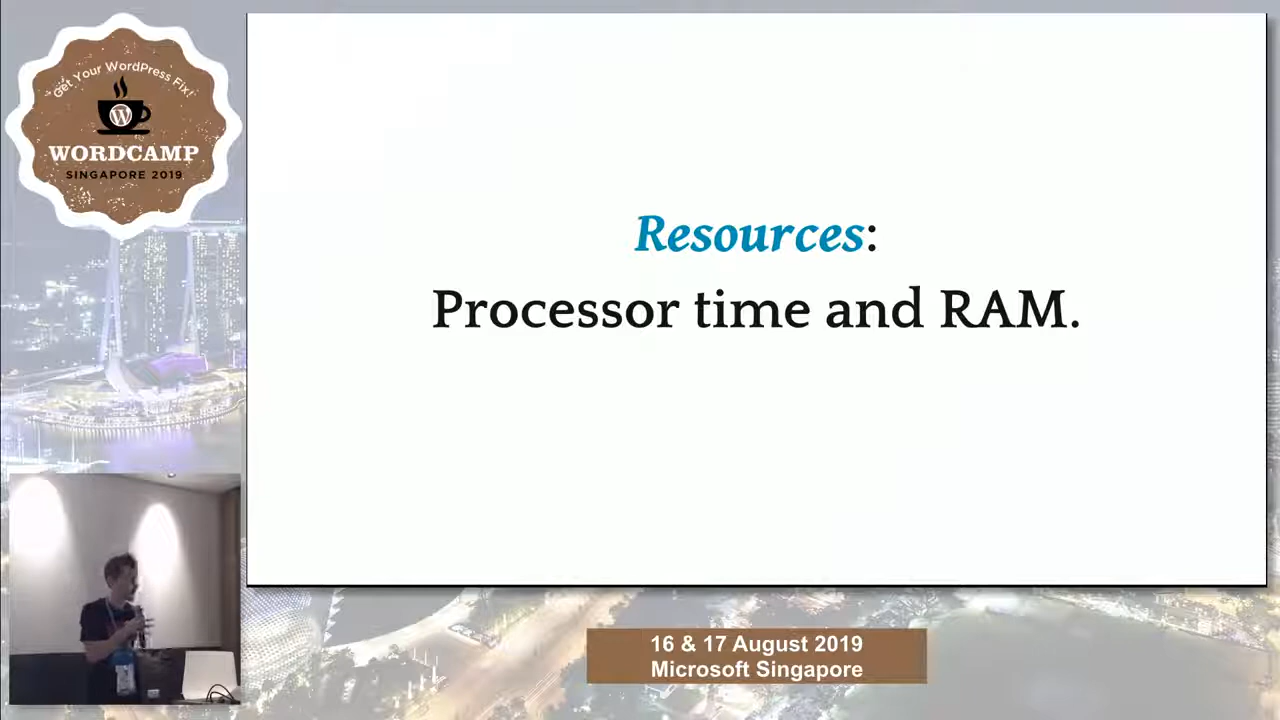 Get Your WordPress Fix!
WORDCAMP
SINGAPORE 2019
Resources:
Processor time and RAM.
16 & 17 August 2019
Microsoft Singapore